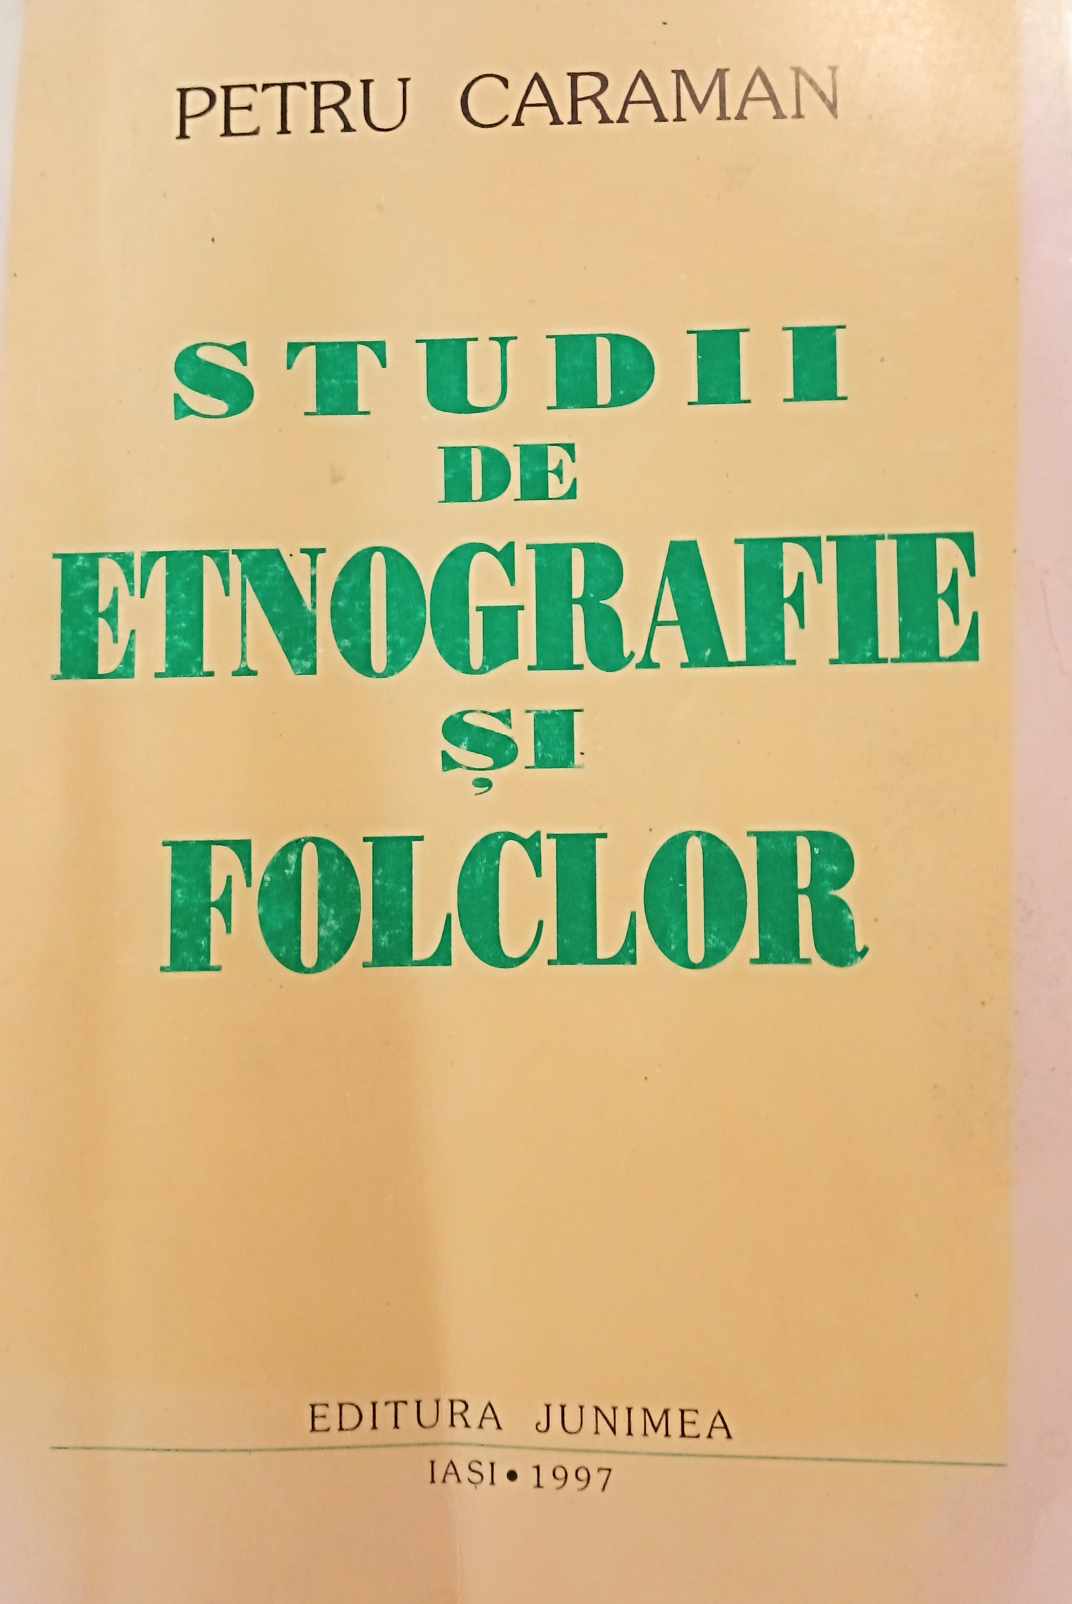 PETRU CARAMAN
STUDII
DE
ETNOGRAFIE
ȘI
FOLCLOR
EDITURA JUNIMEA
IAȘI • 1997